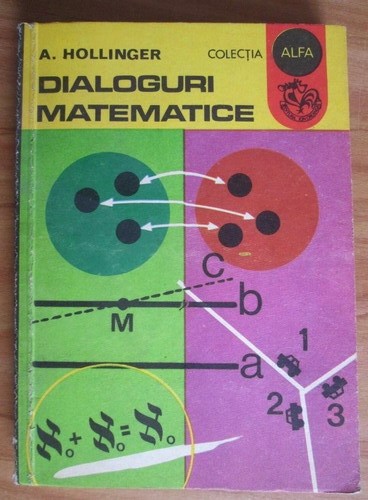 A. HOLLINGER
COLECȚIA
ALFA
DIALOGURI
MATEMATICE
c
b
M
a
1
2
3
ℵ₀ + ℵ₀ = ℵ₀